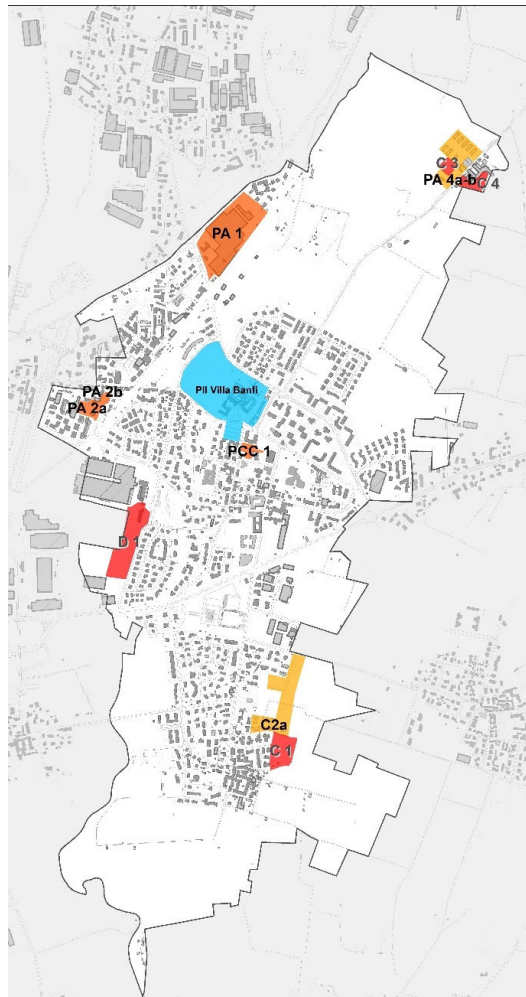 C 3
PA 4a-b
C 4
PA 1
PII Villa Banfi
PA 2b
PA 2a
PCC 1
D 1
C2a
C 1